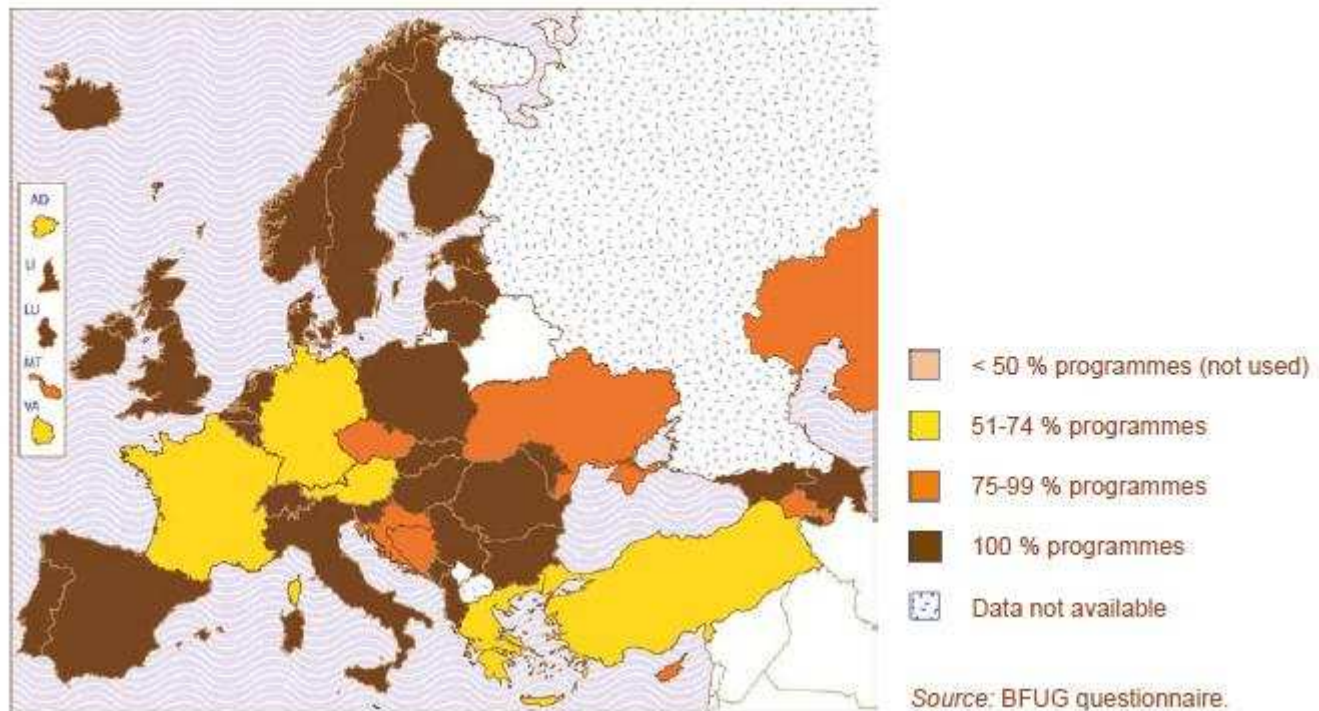 AD
LI
LU
MT
VA
< 50 % programmes (not used)
51-74 % programmes
75-99 % programmes
100 % programmes
Data not available
Source: BFUG questionnaire.